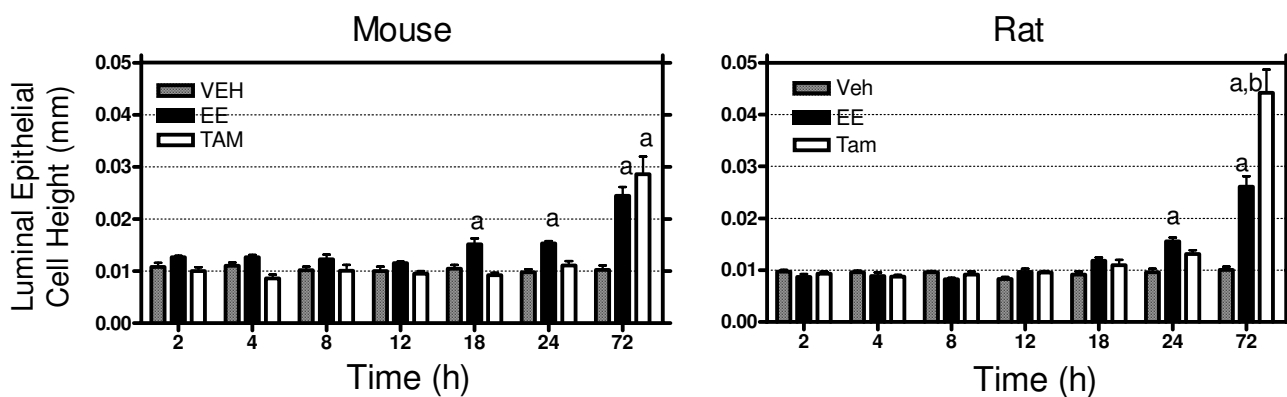 Mouse
Luminal Epithelial
Cell Height (mm)
0.05
0.04
0.03
0.02
0.01
0.00
VEH
EE
TAM
a
a
a
a
2 4 8 12 18 24 72
Time (h)
Rat
0.05
0.04
0.03
0.02
0.01
0.00
Veh
EE
Tam
a
a
a,b
2 4 8 12 18 24 72
Time (h)